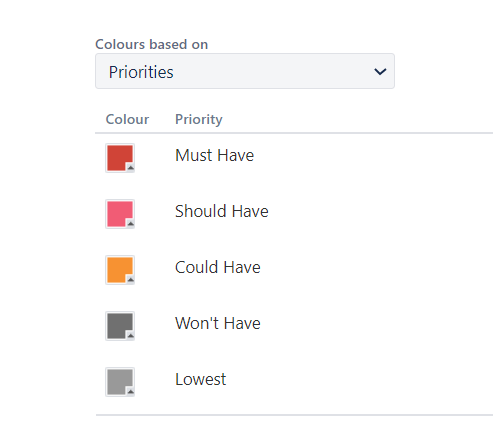 Colours based on
Priorities
Colour Priority
Must Have
Should Have
Could Have
Won't Have
Lowest